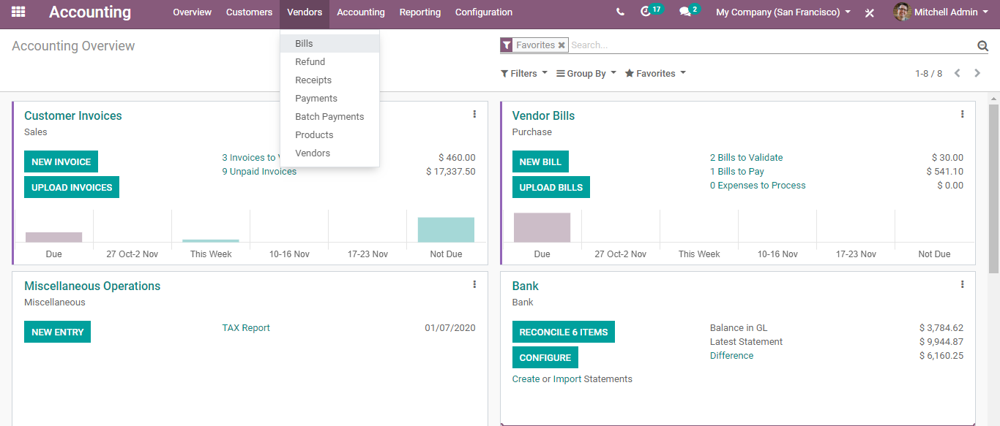 Accounting Overview Customers Vendors Accounting Reporting Configuration 17 2 My Company (San Francisco) Mitchell Admin
Bills
Refund
Receipts
Payments
Batch Payments
Products
Vendors
Accounting Overview
Favorites Search...
Filters Group By Favorites 1-8 / 8
Customer Invoices
Sales
NEW INVOICE
UPLOAD INVOICES
3 Invoices to $ 460.00
9 Unpaid Invoices $ 17,337.50
Due 27 Oct-2 Nov This Week 10-16 Nov 17-23 Nov Not Due
Vendor Bills
Purchase
NEW BILL
UPLOAD BILLS
2 Bills to Validate $ 30.00
1 Bills to Pay $ 541.10
0 Expenses to Process $ 0.00
Due 27 Oct-2 Nov This Week 10-16 Nov 17-23 Nov Not Due
Miscellaneous Operations
Miscellaneous
NEW ENTRY TAX Report 01/07/2020
Bank
Bank
RECONCILE 6 ITEMS
CONFIGURE
Create or Import Statements
Balance in GL $ 3,784.62
Latest Statement $ 9,944.87
Difference $ 6,160.25